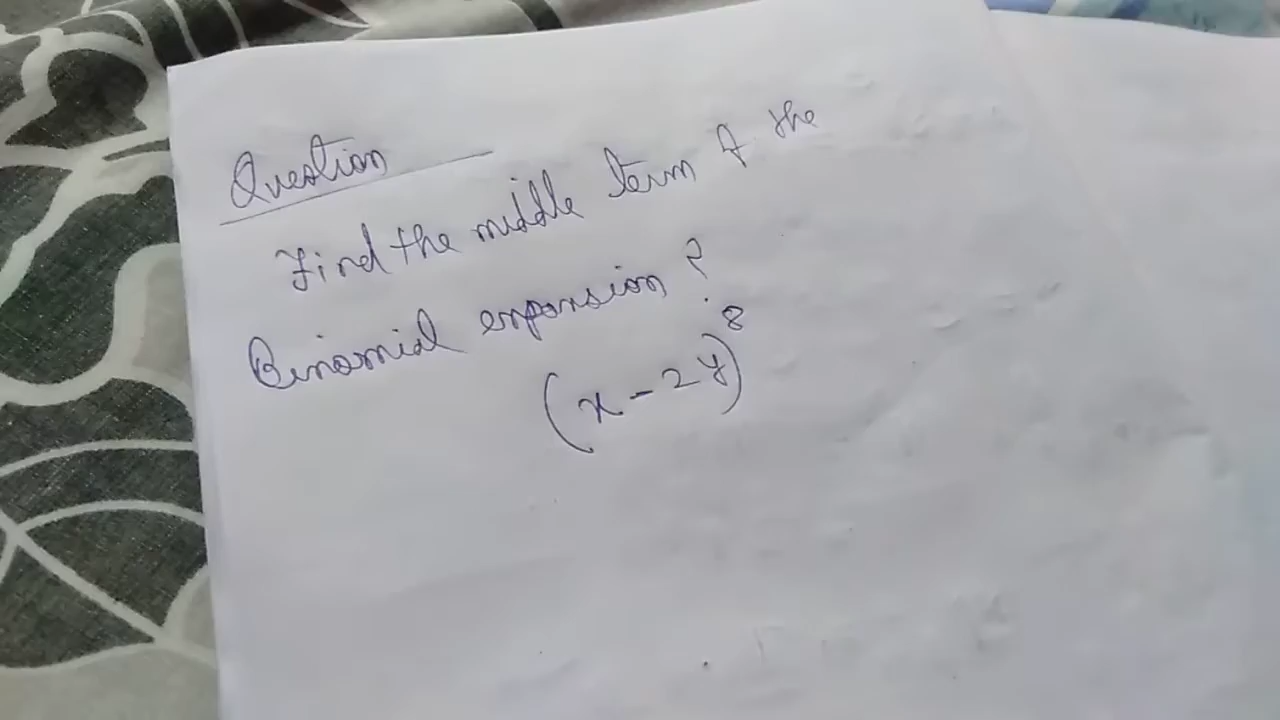 Question
Find the middle term of the
Binomial expansion?
(x-2y)⁸